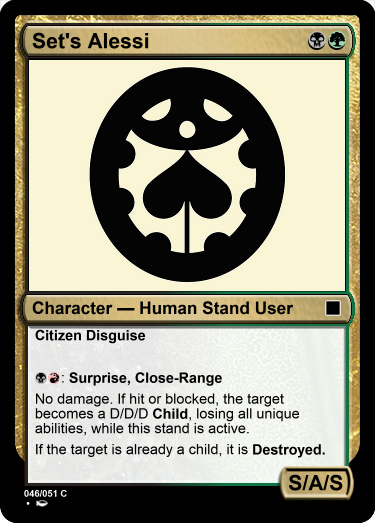 Set's Alessi
Character — Human Stand User
Citizen Disguise
: Surprise, Close-Range
No damage. If hit or blocked, the target
becomes a D/D/D Child, losing all unique
abilities, while this stand is active.
If the target is already a child, it is Destroyed.
S/A/S
046/051 C